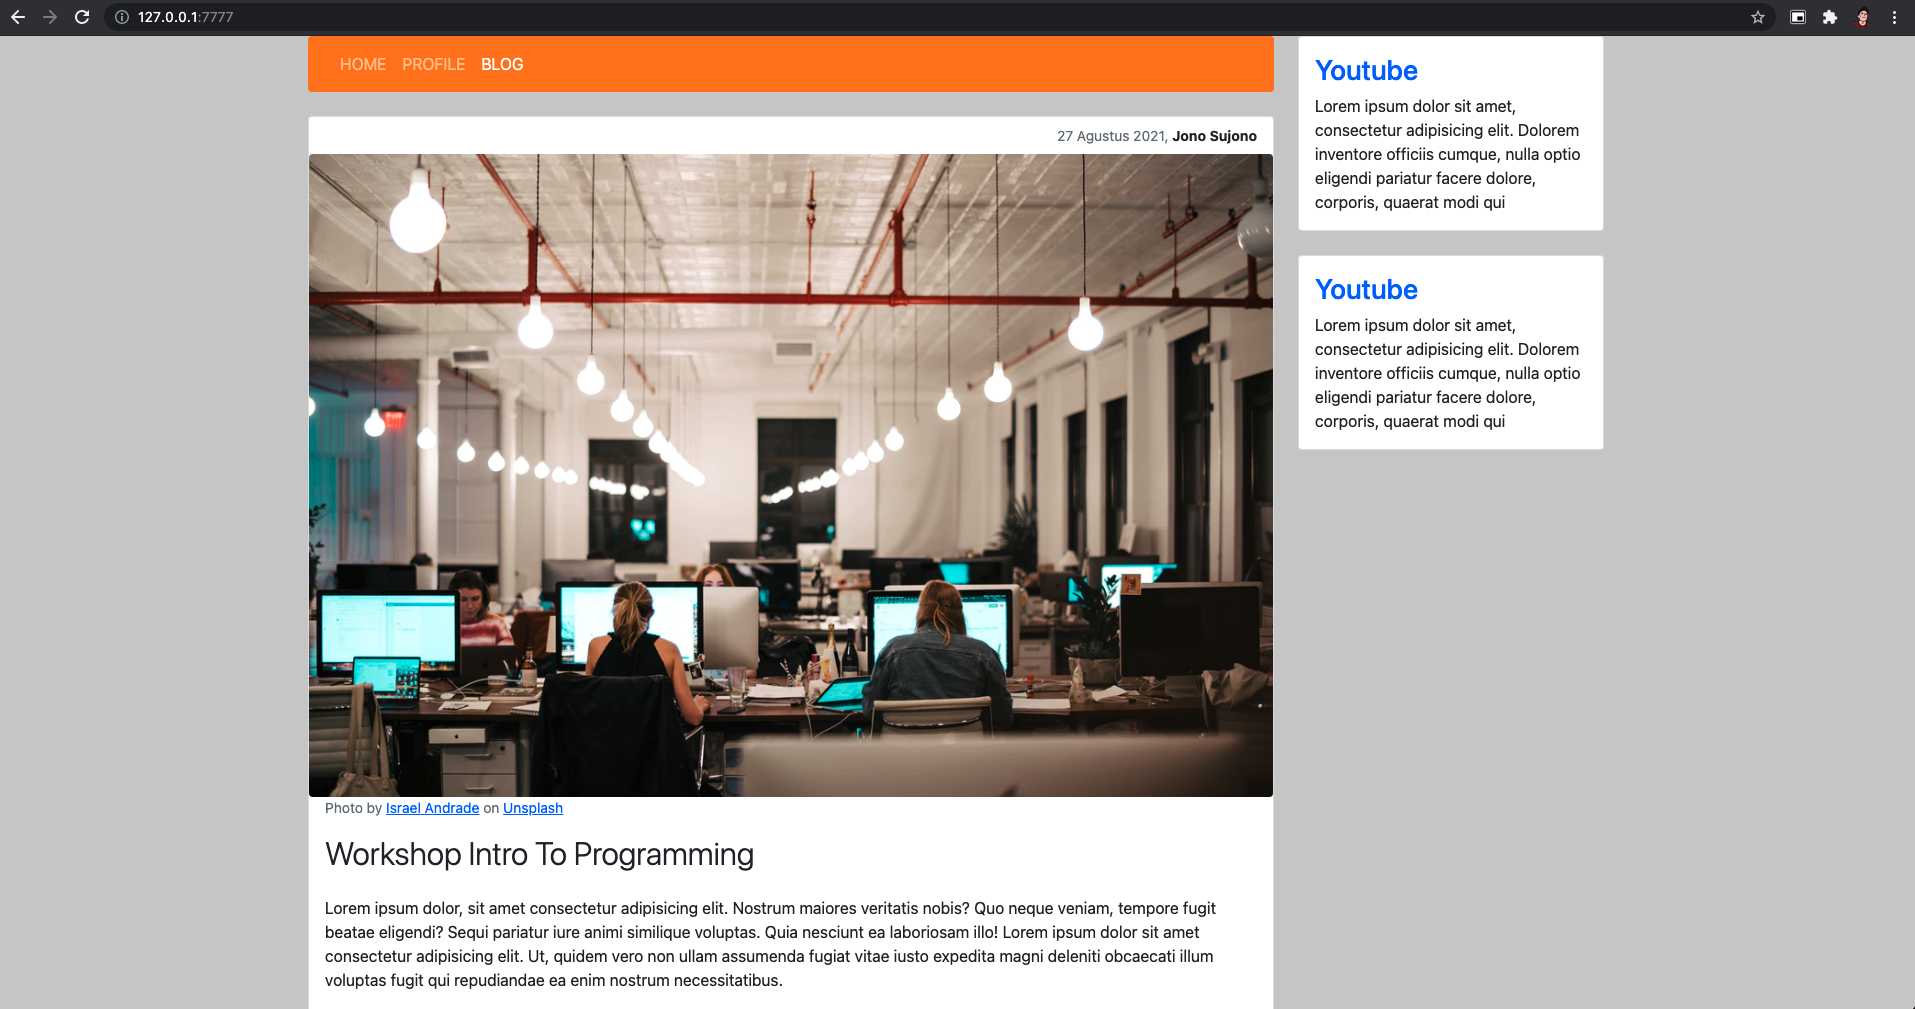 127.0.0.1:7777
HOME PROFILE BLOG
27 Agustus 2021, Jono Sujono
Photo by Israel Andrade on Unsplash
Workshop Intro To Programming
Lorem ipsum dolor, sit amet consectetur adipisicing elit. Nostrum maiores veritatis nobis? Quo neque veniam, tempore fugit
beatae eligendi? Sequi pariatur iure animi similique voluptas. Quia nesciunt ea laboriosam illo! Lorem ipsum dolor sit amet
consectetur adipisicing elit. Ut, quidem vero non ullam assumenda fugiat vitae iusto expedita magni deleniti obcaecati illum
voluptas fugit qui repudiandae ea enim nostrum necessitatibus.
Youtube
Lorem ipsum dolor sit amet,
consectetur adipisicing elit. Dolorem
inventore officiis cumque, nulla optio
eligendi pariatur facere dolore,
corporis, quaerat modi qui
Youtube
Lorem ipsum dolor sit amet,
consectetur adipisicing elit. Dolorem
inventore officiis cumque, nulla optio
eligendi pariatur facere dolore,
corporis, quaerat modi qui